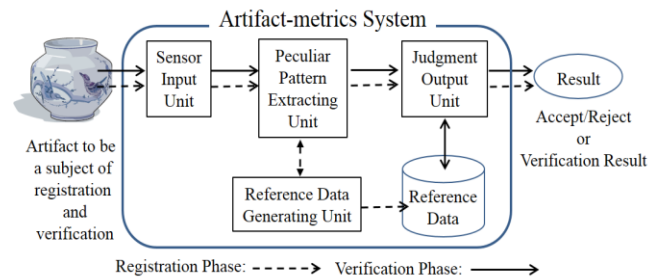 Artifact-metrics System
Sensor
Input
Unit
Peculiar
Pattern
Extracting
Unit
Judgment
Output
Unit
Result
Accept/Reject
or
Verification Result
Artifact to be
a subject of
registration
and
verification
Reference Data
Generating Unit
Reference
Data
Registration Phase:
Verification Phase: